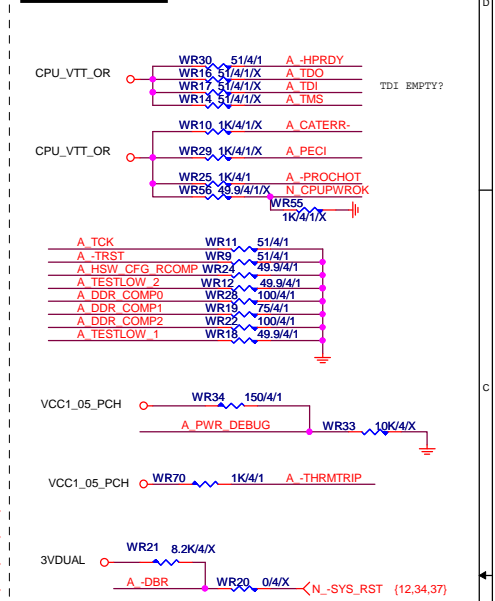 D
WR30 51/4/1 A_-HPRDY
CPU_VTT_OR WR16 51/4/1/X A_TDO
WR17 51/4/1/X A_TDI TDI EMPTY?
WR14 51/4/1/X A_TMS
WR10 1K/4/1/X A_CATERR-
CPU_VTT_OR WR29 1K/4/1/X A_PECI
WR25 1K/4/1 A_-PROCHOT
WR56 49.9/4/1/X N_CPUPWROK
WR55
1K/4/1/X
A_TCK WR11 51/4/1
A_-TRST WR9 51/4/1
A_HSW_CFG_RCOMP WR24 49.9/4/1
A_TESTLOW_2 WR12 49.9/4/1
A_DDR_COMP0 WR28 100/4/1
A_DDR_COMP1 WR19 75/4/1
A_DDR_COMP2 WR22 100/4/1
A_TESTLOW_1 WR18 49.9/4/1
C
VCC1_05_PCH WR34 150/4/1
A_PWR_DEBUG WR33 10K/4/X
VCC1_05_PCH WR70 1K/4/1 A_-THRMTRIP
3VDUAL WR21 8.2K/4/X
A_-DBR WR20 0/4/X N_-SYS_RST {12,34,37}